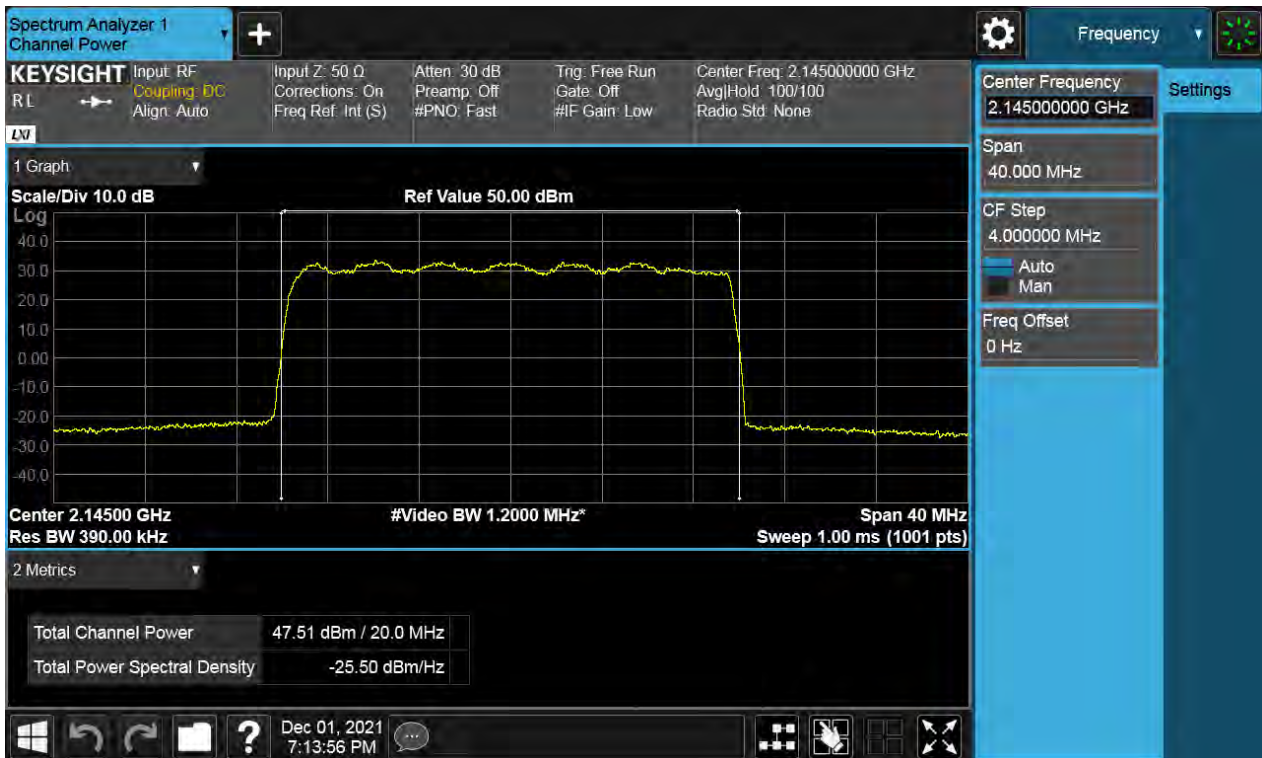 Spectrum Analyzer 1
Channel Power
Frequency
KEYSIGHT
R L
LXI
Input: RF
Coupling: DC
Align: Auto
Input Z: 50 Ω
Corrections: On
Freq Ref: Int (S)
Atten: 30 dB
Preamp: Off
#PNO: Fast
Trig: Free Run
Gate: Off
#IF Gain: Low
Center Freq: 2.145000000 GHz
Avg|Hold: 100/100
Radio Std: None
Center Frequency
2.145000000 GHz
Settings
Span
40.000 MHz
CF Step
4.000000 MHz
Auto
Man
Freq Offset
0 Hz
1 Graph
Scale/Div 10.0 dB
Ref Value 50.00 dBm
Log
40.0
30.0
20.0
10.0
0.00
-10.0
-20.0
-30.0
-40.0
Center 2.14500 GHz
#Video BW 1.2000 MHz*
Span 40 MHz
Res BW 390.00 kHz
Sweep 1.00 ms (1001 pts)
2 Metrics
Total Channel Power 47.51 dBm / 20.0 MHz
Total Power Spectral Density -25.50 dBm/Hz
?
Dec 01, 2021
7:13:56 PM